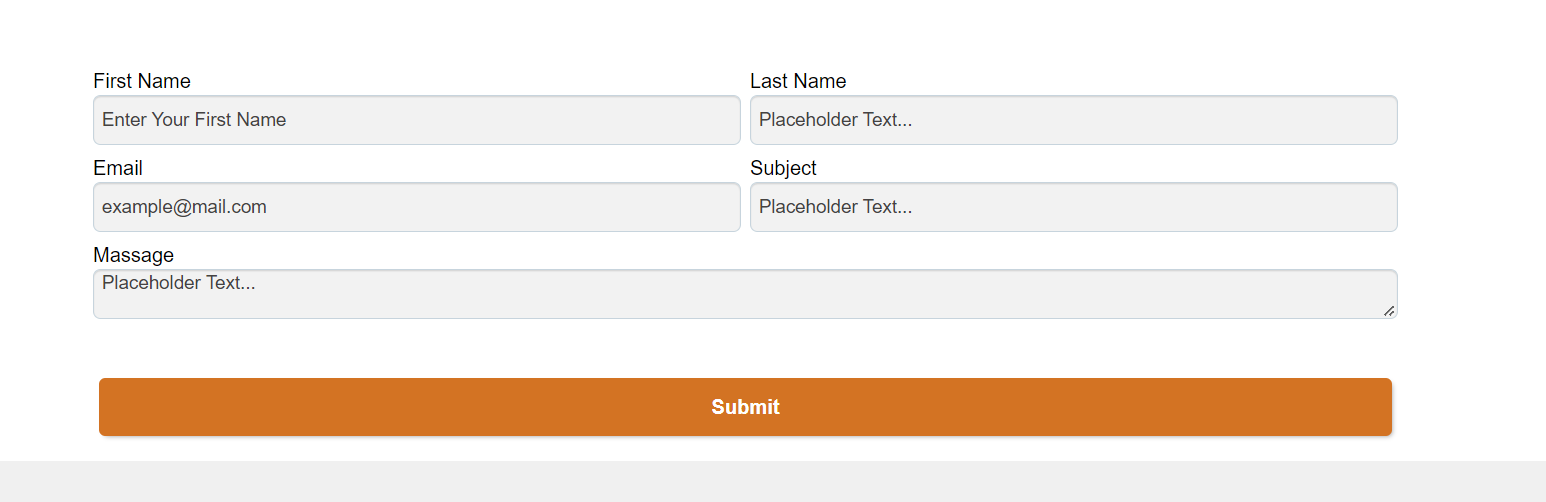 First Name
Last Name
Enter Your First Name
Placeholder Text...
Email
Subject
example@mail.com
Placeholder Text...
Massage
Placeholder Text...
Submit